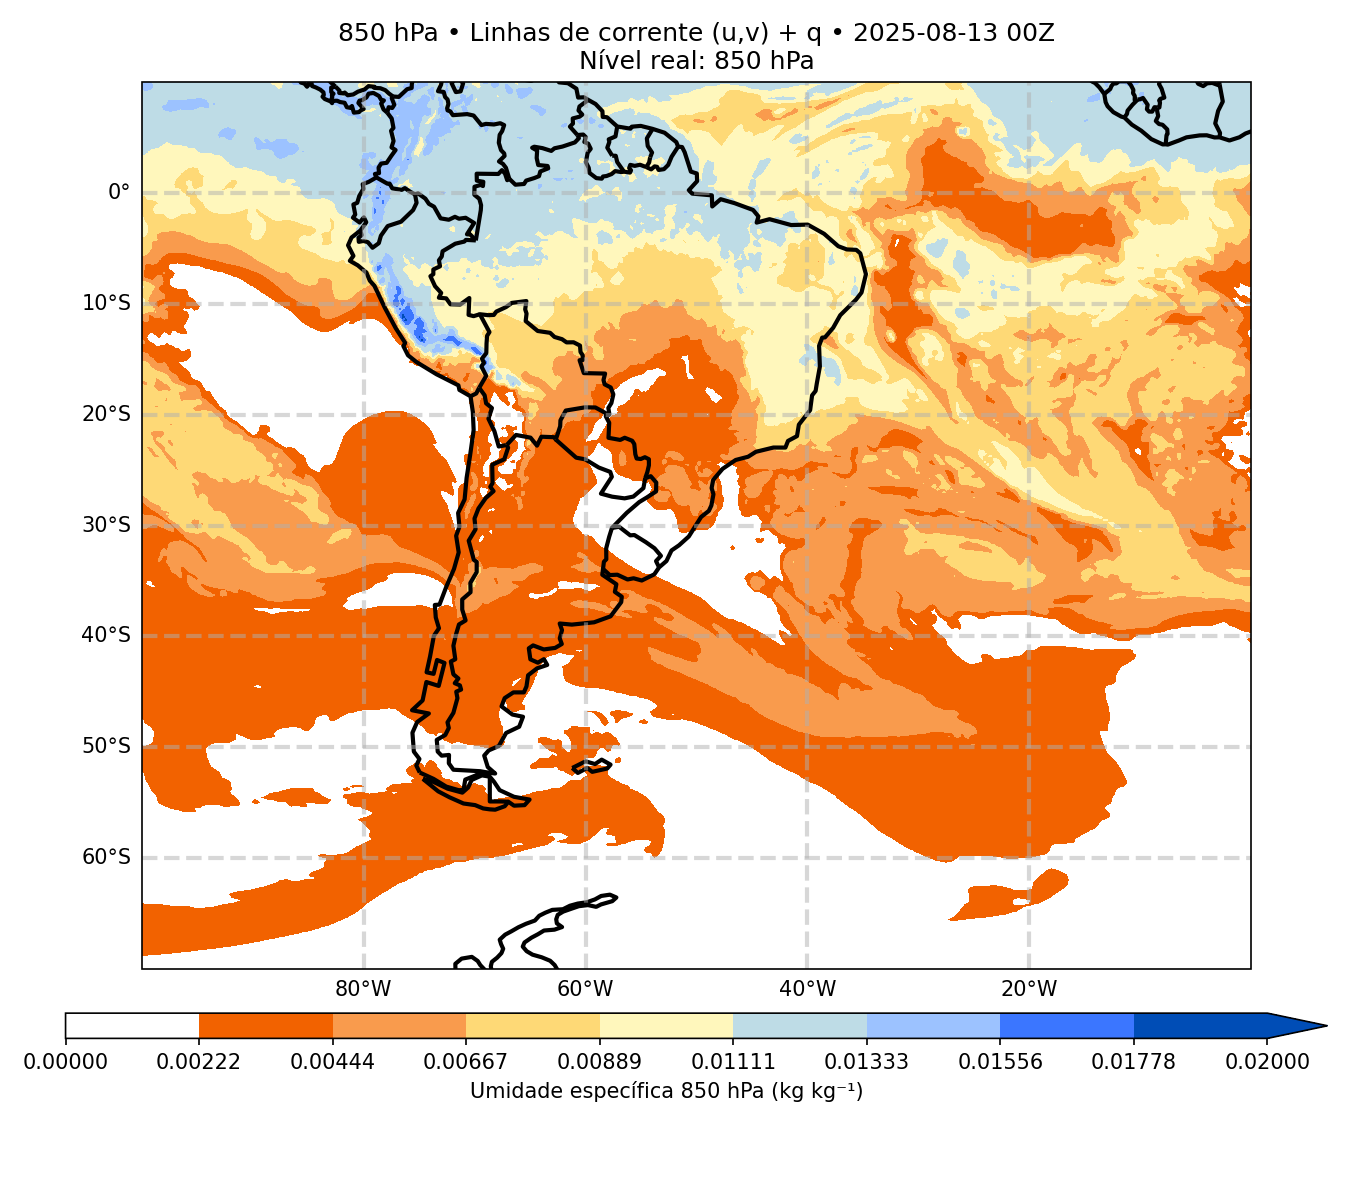 850 hPa • Linhas de corrente (u,v) + q • 2025-08-13 00Z
Nível real: 850 hPa
0°
10°S
20°S
30°S
40°S
50°S
60°S
80°W 60°W 40°W 20°W
0.00000 0.00222 0.00444 0.00667 0.00889 0.01111 0.01333 0.01556 0.01778 0.02000
Umidade específica 850 hPa (kg kg⁻¹)